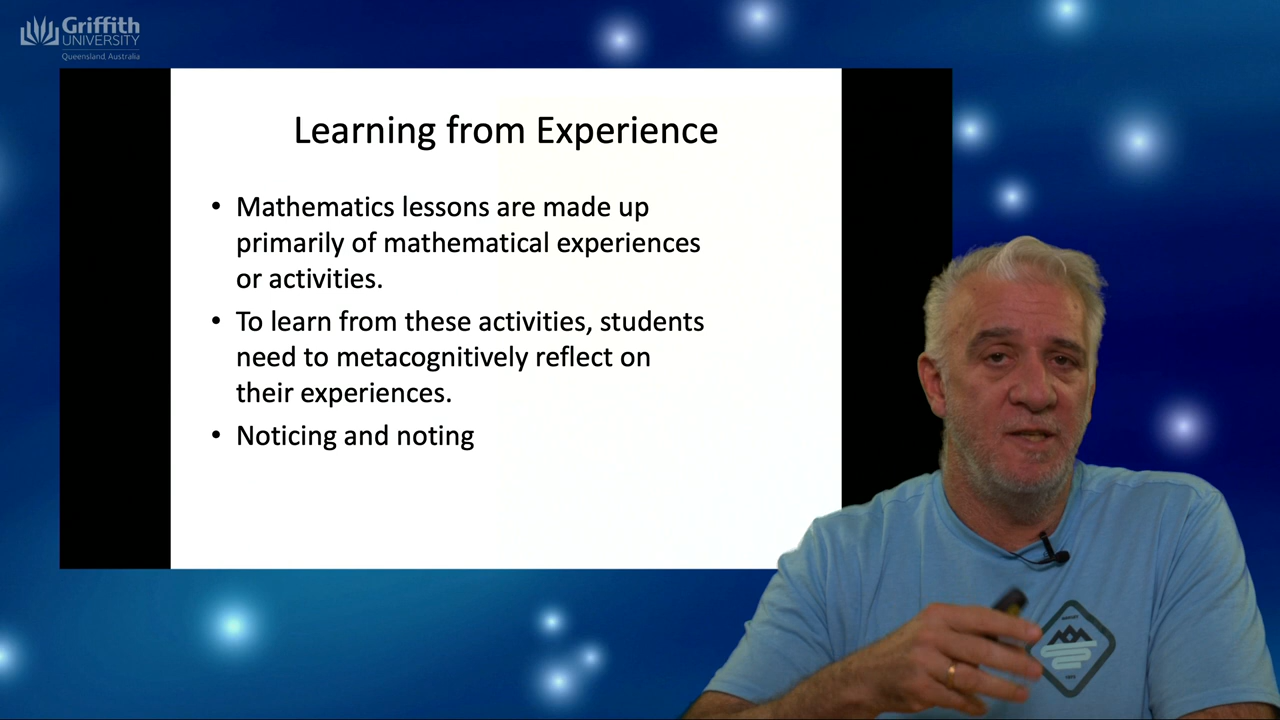 Griffith
UNIVERSITY
Queensland, Australia
Learning from Experience
• Mathematics lessons are made up
primarily of mathematical experiences
or activities.
• To learn from these activities, students
need to metacognitively reflect on
their experiences.
• Noticing and noting